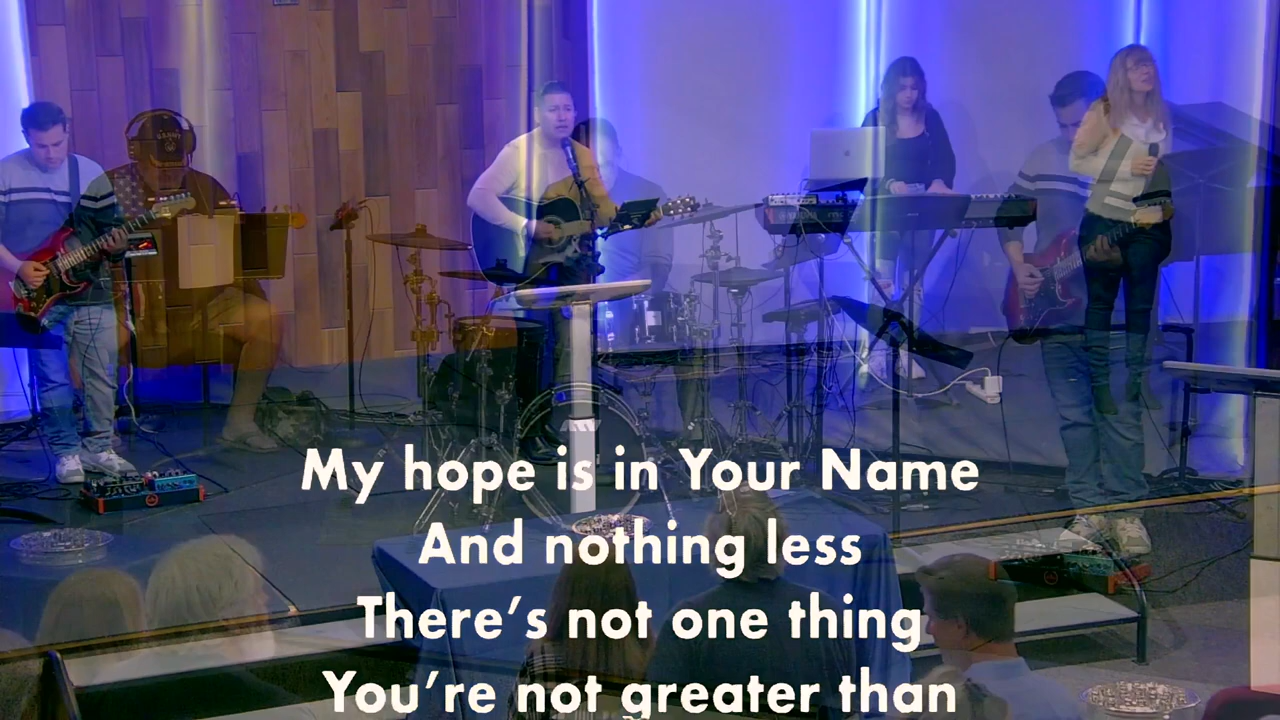 My hope is in Your Name
And nothing less
There's not one thing
You're not greater than